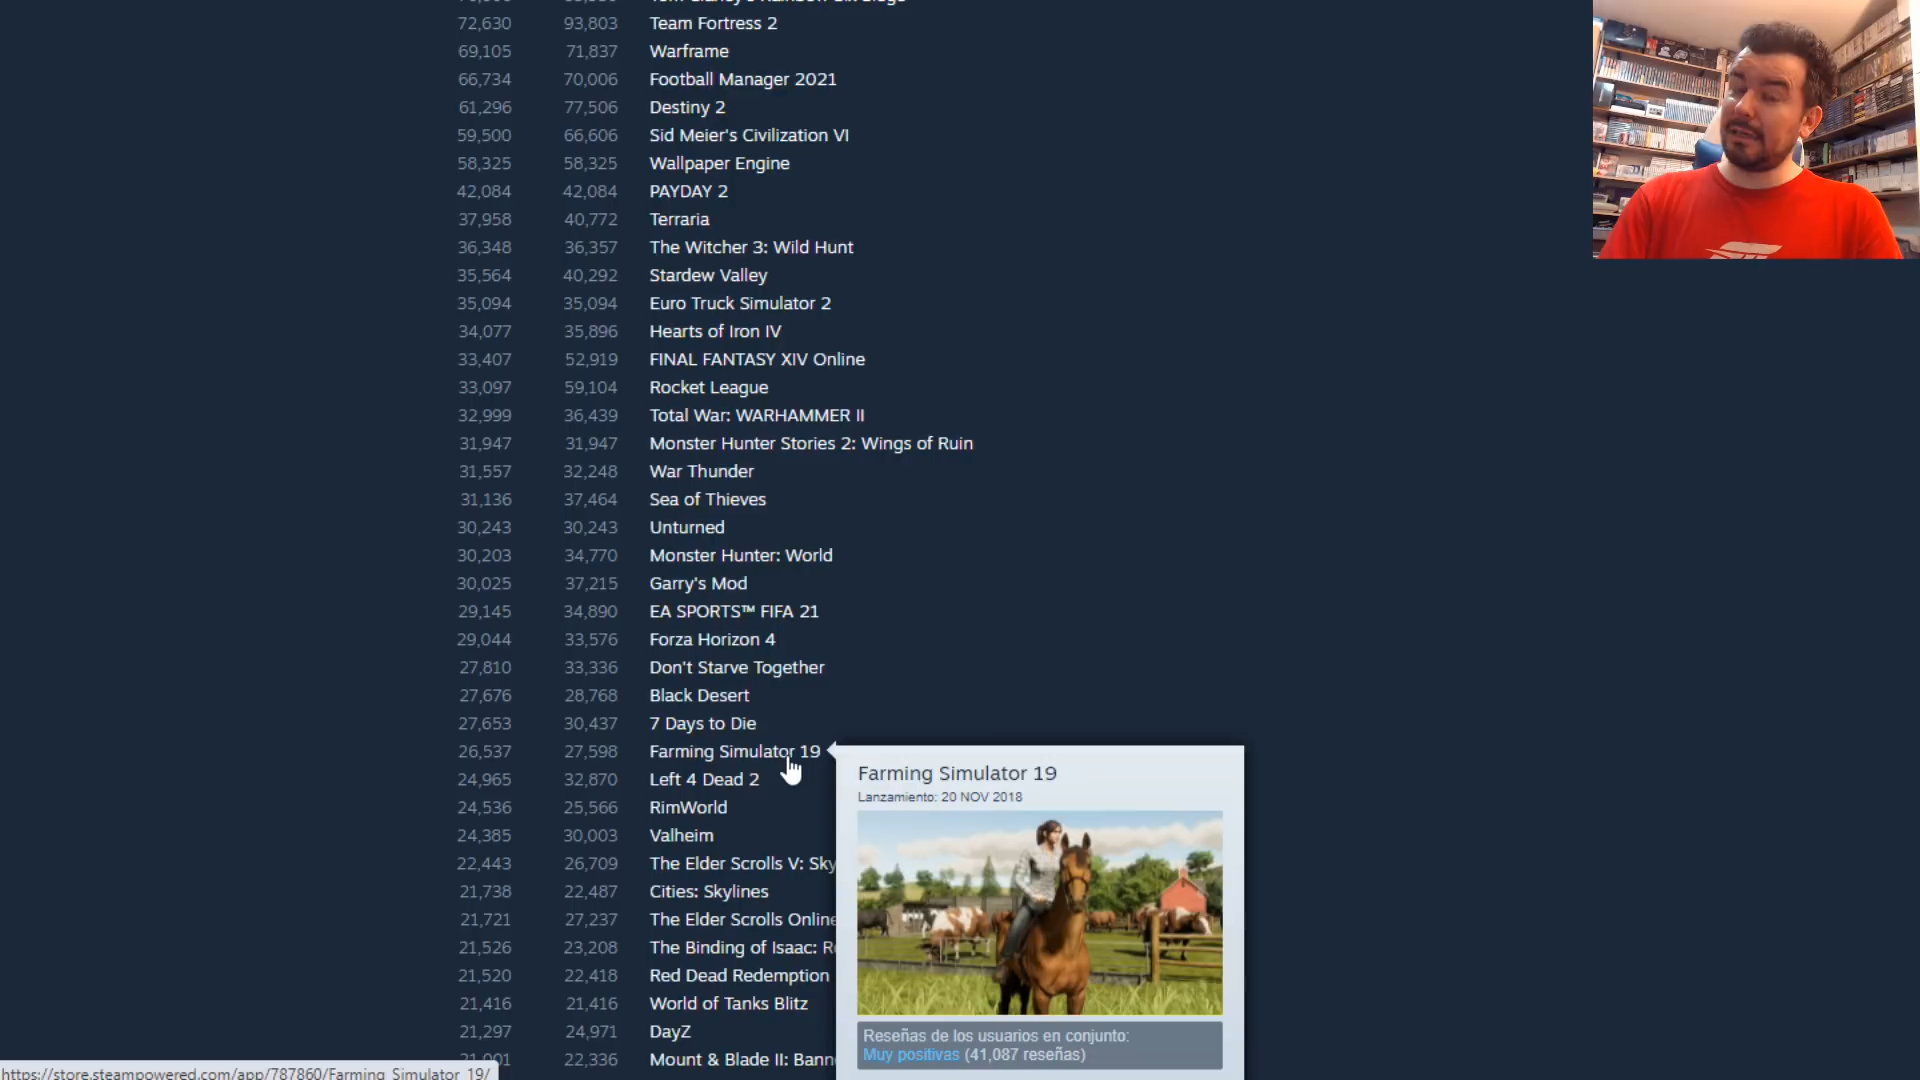 72,630 93,803 Team Fortress 2
69,105 71,837 Warframe
66,734 70,006 Football Manager 2021
61,296 77,506 Destiny 2
59,500 66,606 Sid Meier's Civilization VI
58,325 58,325 Wallpaper Engine
42,084 42,084 PAYDAY 2
37,958 40,772 Terraria
36,348 36,357 The Witcher 3: Wild Hunt
35,564 40,292 Stardew Valley
35,094 35,094 Euro Truck Simulator 2
34,077 35,896 Hearts of Iron IV
33,407 52,919 FINAL FANTASY XIV Online
33,097 59,104 Rocket League
32,999 36,439 Total War: WARHAMMER II
31,947 31,947 Monster Hunter Stories 2: Wings of Ruin
31,557 32,248 War Thunder
31,136 37,464 Sea of Thieves
30,243 30,243 Unturned
30,203 34,770 Monster Hunter: World
30,025 37,215 Garry's Mod
29,145 34,890 EA SPORTS™ FIFA 21
29,044 33,576 Forza Horizon 4
27,810 33,336 Don't Starve Together
27,676 28,768 Black Desert
27,653 30,437 7 Days to Die
26,537 27,598 Farming Simulator 19
24,965 32,870 Left 4 Dead 2
24,536 25,566 RimWorld
24,385 30,003 Valheim
22,443 26,709 The Elder Scrolls V: Sky
21,738 22,487 Cities: Skylines
21,721 27,237 The Elder Scrolls Online
21,526 23,208 The Binding of Isaac: R
21,520 22,418 Red Dead Redemption
21,416 21,416 World of Tanks Blitz
21,297 24,971 DayZ
22,336 Mount & Blade II: Bann
Farming Simulator 19
Lanzamiento: 20 NOV 2018
Reseñas de los usuarios en conjunto:
Muy positivas (41,087 reseñas)
https://store.steampowered.com/app/787860/Farming_Simulator_19/